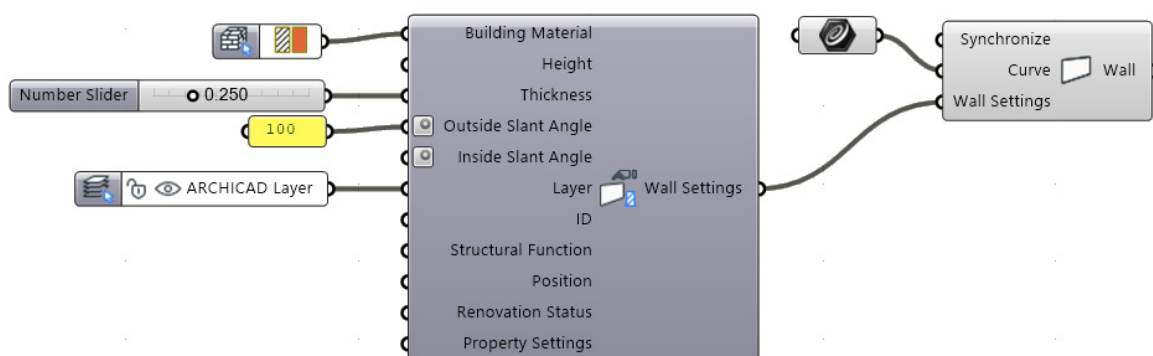 Building Material
Height
Number Slider 0.250 Thickness
100 Outside Slant Angle
Inside Slant Angle
ARCHICAD Layer Layer Wall Settings
ID
Structural Function
Position
Renovation Status
Property Settings
Synchronize
Curve Wall
Wall Settings